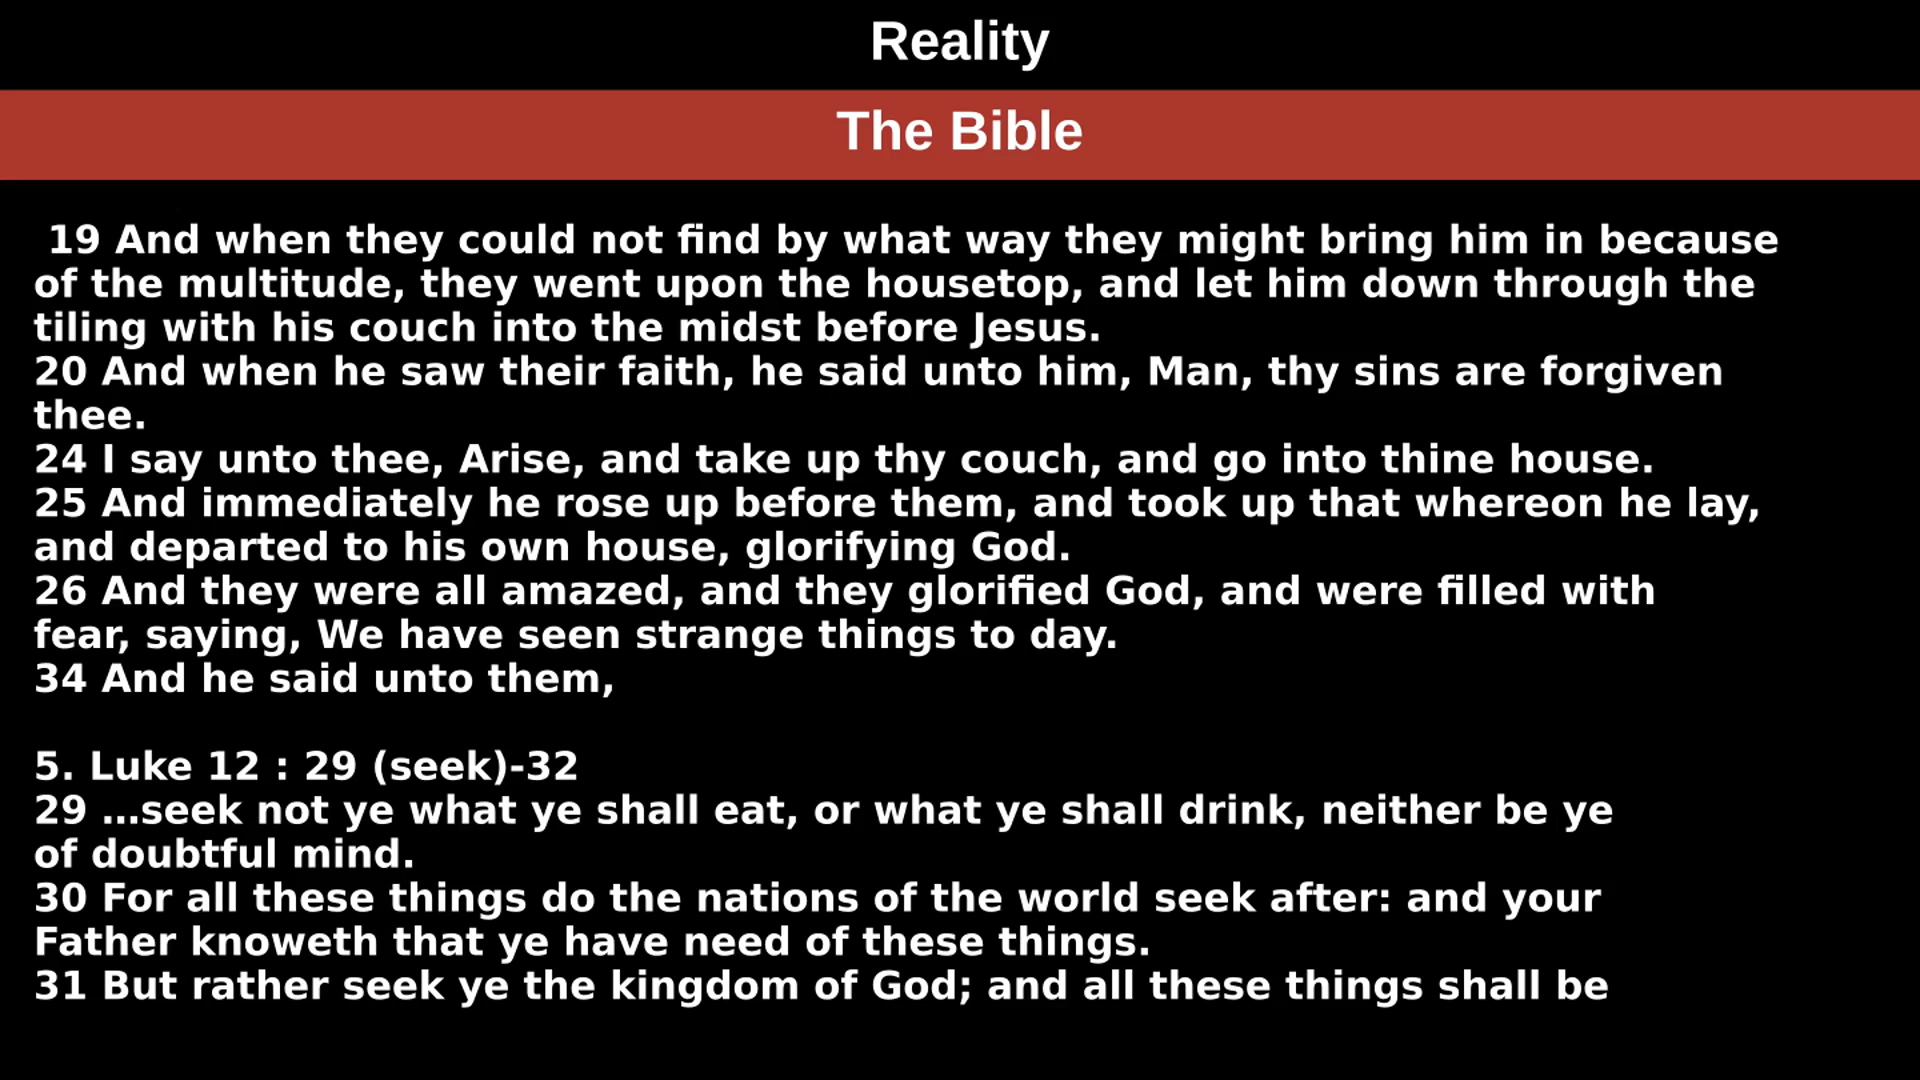 Reality
The Bible
19 And when they could not find by what way they might bring him in because
of the multitude, they went upon the housetop, and let him down through the
tiling with his couch into the midst before Jesus.
20 And when he saw their faith, he said unto him, Man, thy sins are forgiven
thee.
24 I say unto thee, Arise, and take up thy couch, and go into thine house.
25 And immediately he rose up before them, and took up that whereon he lay,
and departed to his own house, glorifying God.
26 And they were all amazed, and they glorified God, and were filled with
fear, saying, We have seen strange things to day.
34 And he said unto them,
5. Luke 12 : 29 (seek)-32
29 …seek not ye what ye shall eat, or what ye shall drink, neither be ye
of doubtful mind.
30 For all these things do the nations of the world seek after: and your
Father knoweth that ye have need of these things.
31 But rather seek ye the kingdom of God; and all these things shall be